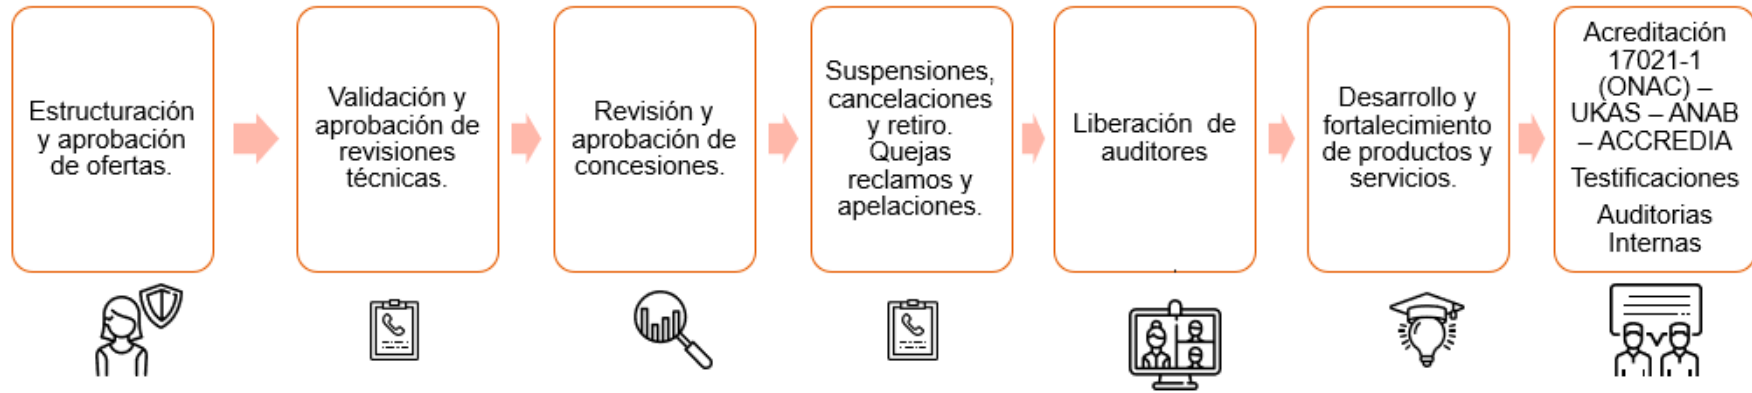 Estructuración
y aprobación
de ofertas.
Validación y
aprobación de
revisiones
técnicas.
Revisión y
aprobación de
concesiones.
Suspensiones,
cancelaciones
y retiro.
Quejas
reclamos y
apelaciones.
Liberación de
auditores
Desarrollo y
fortalecimiento
de productos y
servicios.
Acreditación
17021-1
(ONAC) –
UKAS – ANAB
– ACCREDIA
Testificaciones
Auditorias
Internas